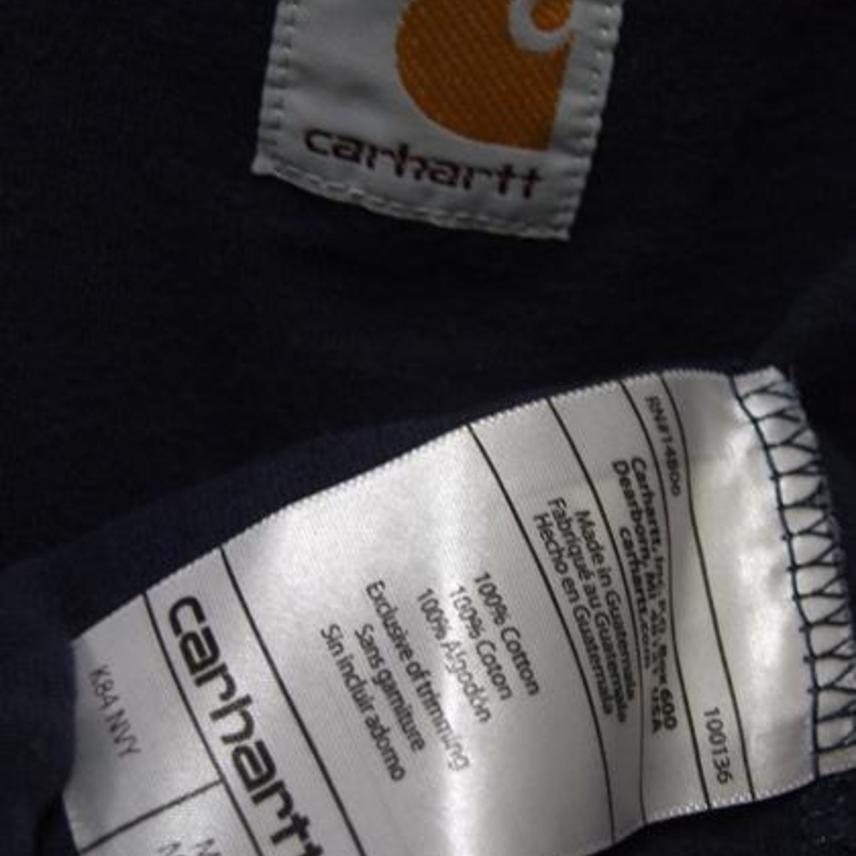 carhartt
RN#14806
Carhartt, Inc. P.O. Box 600
Dearborn, MI USA
carhartt.com
Made in Guatemala
Fabriqué au Guatemala
Hecho en Guatemala
100136
100% Cotton
100% Coton
100% Algodón
Exclusive of trimming
Sans garniture
Sin incluir adorno
carhartt
K84 NVY